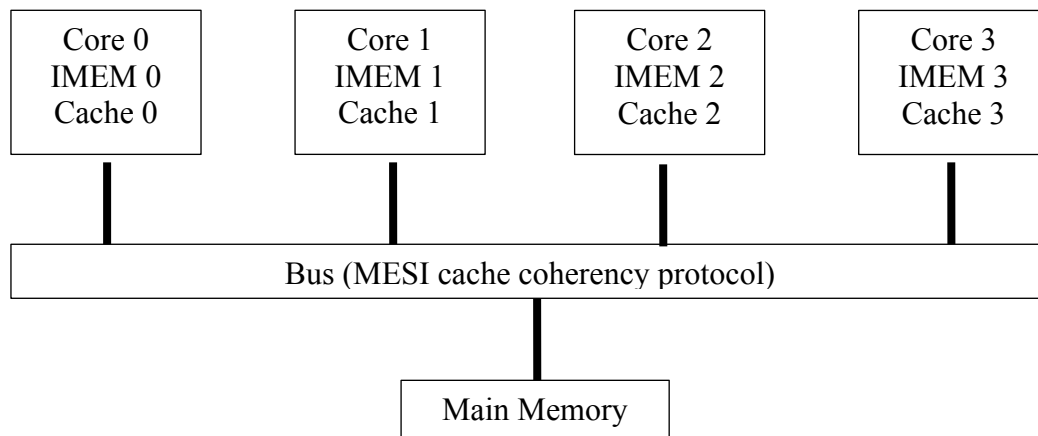 Core 0
IMEM 0
Cache 0
Core 1
IMEM 1
Cache 1
Core 2
IMEM 2
Cache 2
Core 3
IMEM 3
Cache 3
Bus (MESI cache coherency protocol)
Main Memory